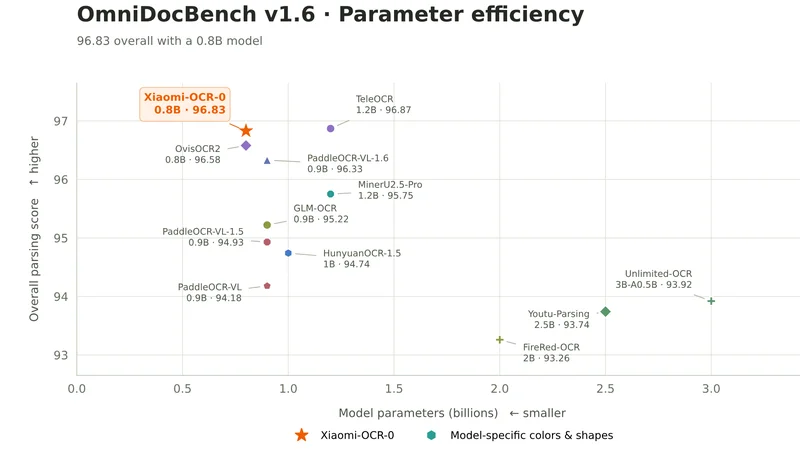 OmniDocBench v1.6 · Parameter efficiency
96.83 overall with a 0.8B model
Xiaomi-OCR-0
0.8B · 96.83
TeleOCR
1.2B · 96.87
OvisOCR2
0.8B · 96.58
PaddleOCR-VL-1.6
0.9B · 96.33
MinerU2.5-Pro
1.2B · 95.75
GLM-OCR
0.9B · 95.22
PaddleOCR-VL-1.5
0.9B · 94.93
HunyuanOCR-1.5
1B · 94.74
PaddleOCR-VL
0.9B · 94.18
Unlimited-OCR
3B-A0.5B · 93.92
Youtu-Parsing
2.5B · 93.74
FireRed-OCR
2B · 93.26
Overall parsing score ↑ higher
97
96
95
94
93
0.0 0.5 1.0 1.5 2.0 2.5 3.0
Model parameters (billions) ← smaller
Xiaomi-OCR-0 Model-specific colors & shapes